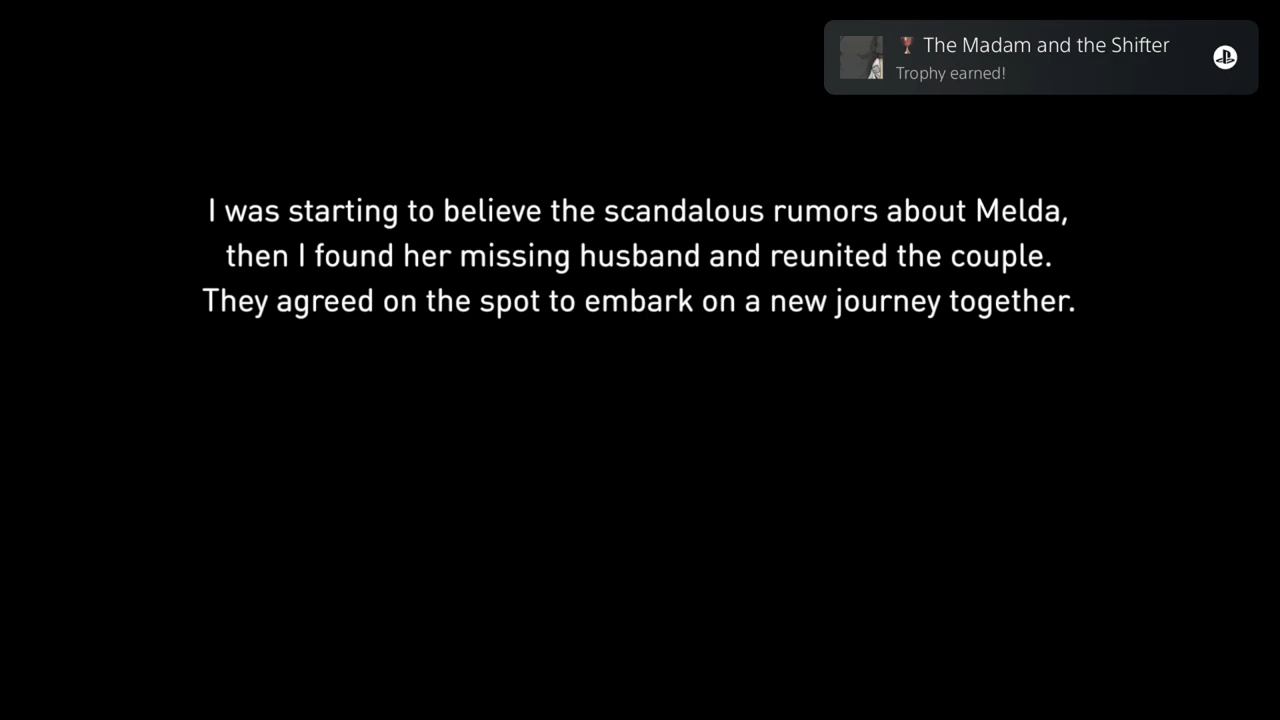 The Madam and the Shifter
Trophy earned!
I was starting to believe the scandalous rumors about Melda,
then I found her missing husband and reunited the couple.
They agreed on the spot to embark on a new journey together.